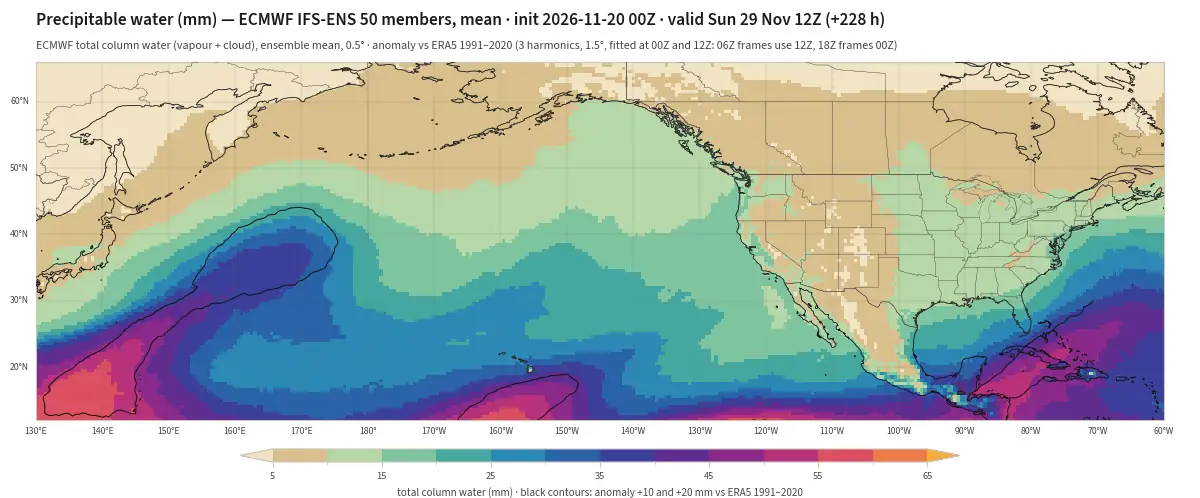 Precipitable water (mm) — ECMWF IFS-ENS 50 members, mean · init 2026-11-20 00Z · valid Sun 29 Nov 12Z (+228 h)
ECMWF total column water (vapour + cloud), ensemble mean, 0.5° · anomaly vs ERA5 1991–2020 (3 harmonics, 1.5°, fitted at 00Z and 12Z: 06Z frames use 12Z, 18Z frames 00Z)
60°N
50°N
40°N
30°N
20°N
130°E 140°E 150°E 160°E 170°E 180° 170°W 160°W 150°W 140°W 130°W 120°W 110°W 100°W 90°W 80°W 70°W 60°W
5 15 25 35 45 55 65
total column water (mm) · black contours: anomaly +10 and +20 mm vs ERA5 1991–2020